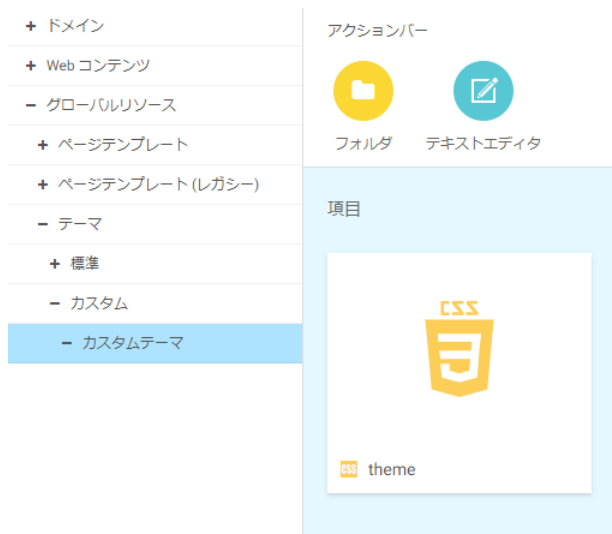 ドメイン
Web コンテンツ
グローバルリソース
ページテンプレート
ページテンプレート (レガシー)
テーマ
標準
カスタム
カスタムテーマ
アクションバー
フォルダ
テキストエディタ
項目
CSS
css theme